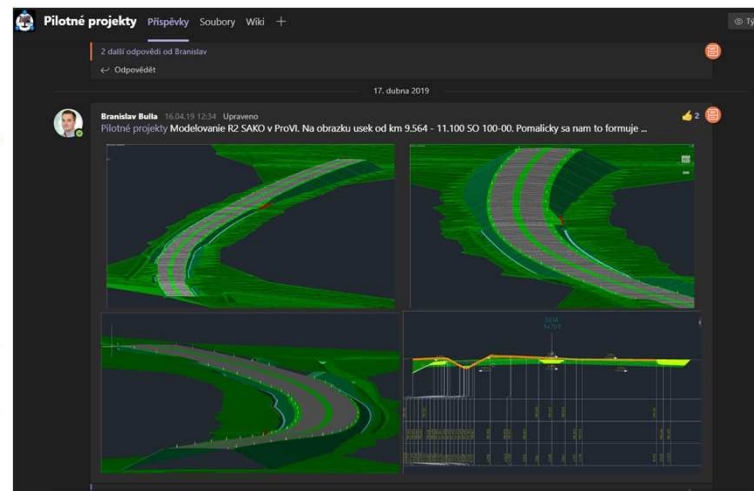 Pilotné projekty Příspěvky Soubory Wiki +
Tý
2 další odpovědi od Branislav
Odpovědět
17. dubna 2019
Branislav Bulla 16.04.19 12:34 Upraveno
2
Pilotné projekty Modelovanie R2 SAKO v ProVI. Na obrazku usek od km 9.564 - 11.100 SO 100-00. Pomalicky sa nam to formuje ...